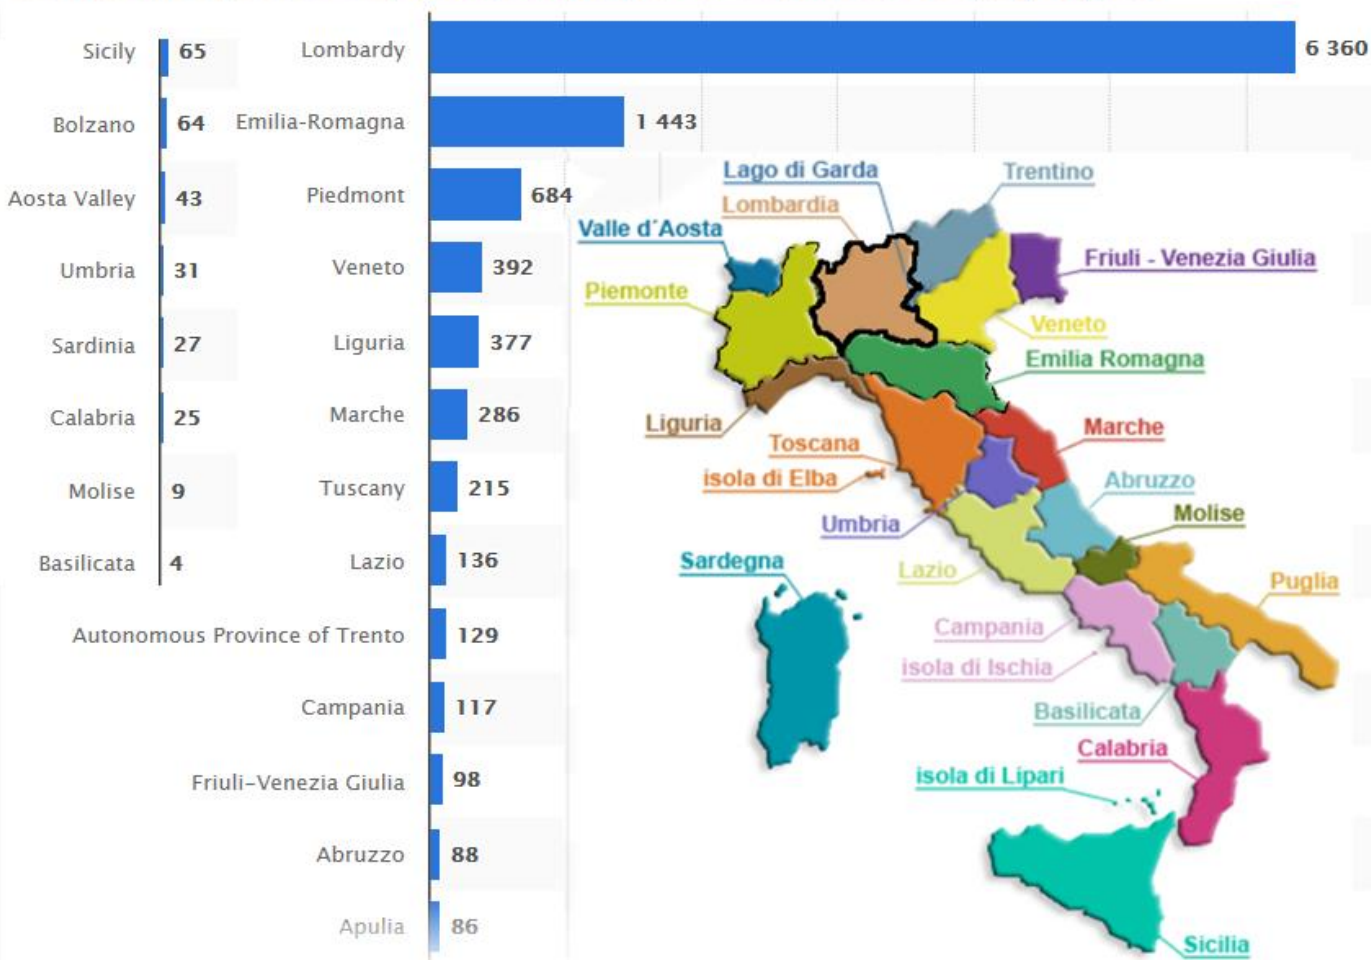 Sicily 65
Bolzano 64
Aosta Valley 43
Umbria 31
Sardinia 27
Calabria 25
Molise 9
Basilicata 4
Lombardy 6 360
Emilia-Romagna 1 443
Piedmont 684
Veneto 392
Liguria 377
Marche 286
Tuscany 215
Lazio 136
Autonomous Province of Trento 129
Campania 117
Friuli-Venezia Giulia 98
Abruzzo 88
Apulia 86
Lago di Garda
Trentino
Lombardia
Valle d´Aosta
Friuli - Venezia Giulia
Piemonte
Veneto
Emilia Romagna
Liguria
Marche
Toscana
isola di Elba
Abruzzo
Molise
Umbria
Sardegna
Lazio
Puglia
Campania
isola di Ischia
Basilicata
Calabria
isola di Lipari
Sicilia